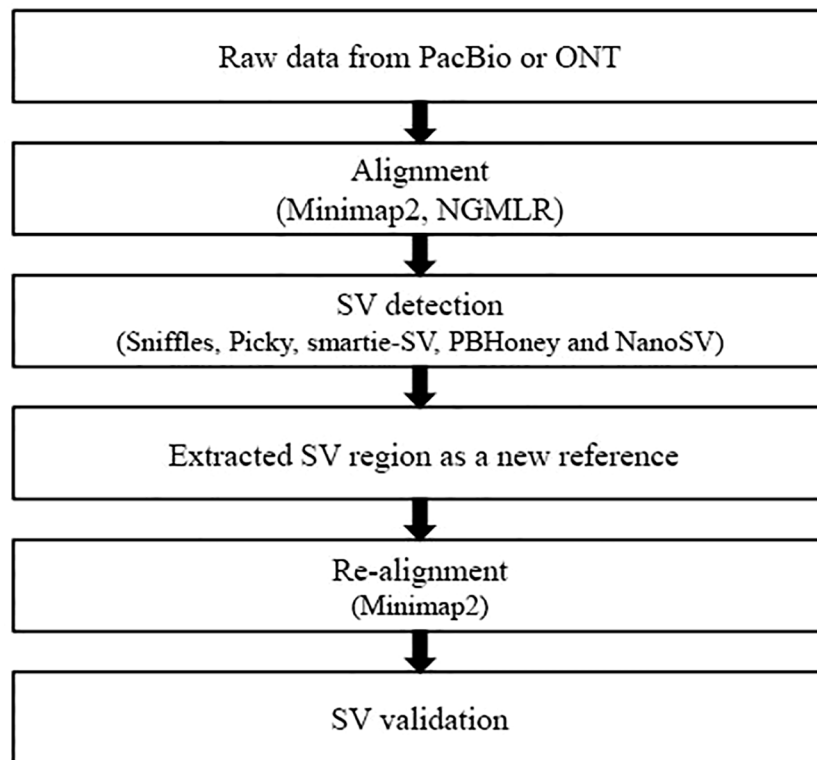 Raw data from PacBio or ONT
Alignment
(Minimap2, NGMLR)
SV detection
(Sniffles, Picky, smartie-SV, PBHoney and NanoSV)
Extracted SV region as a new reference
Re-alignment
(Minimap2)
SV validation